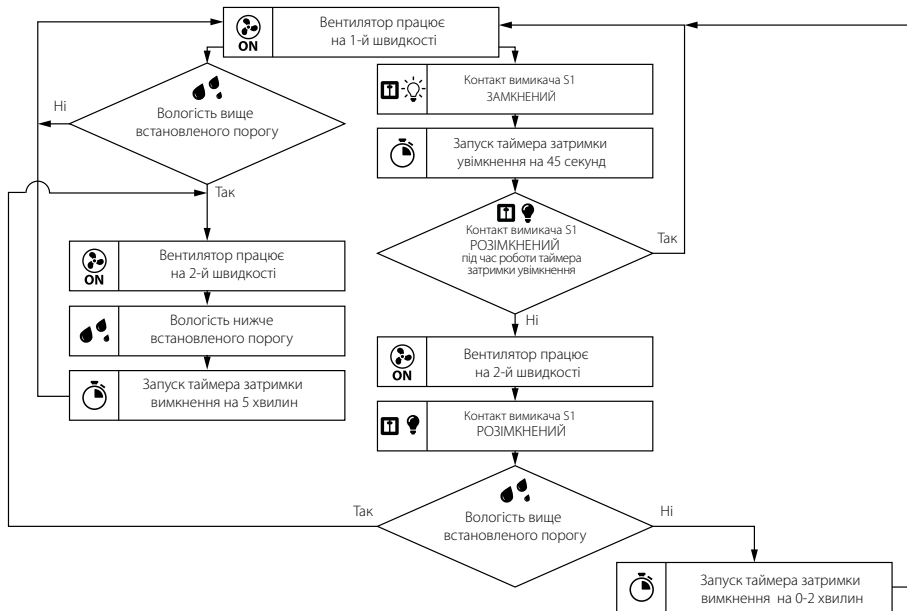 ON
Вентилятор працює
на 1-й швидкості
Ні
Вологість вище
встановленого порогу
Так
ON
Вентилятор працює
на 2-й швидкості
Вологість нижче
встановленого порогу
Запуск таймера затримки
вимкнення на 5 хвилин
Контакт вимикача S1
ЗАМКНЕНИЙ
Запуск таймера затримки
увімкнення на 45 секунд
Контакт вимикача S1
РОЗІМКНЕНИЙ
під час роботи таймера
затримки увімкнення
Так
Ні
ON
Вентилятор працює
на 2-й швидкості
Контакт вимикача S1
РОЗІМКНЕНИЙ
Так
Вологість вище
встановленого порогу
Ні
Запуск таймера затримки
вимкнення на 0-2 хвилин